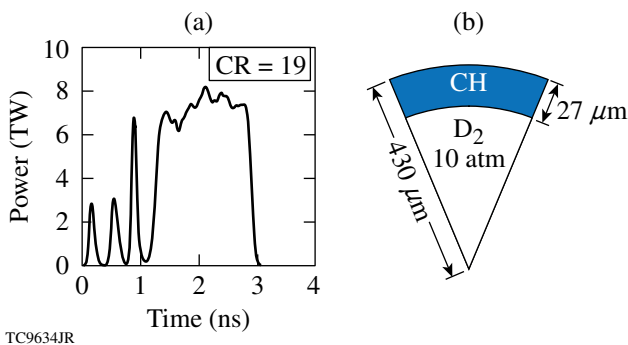 (a)
CR = 19
Power (TW)
10
8
6
4
2
0
0 1 2 3 4
Time (ns)
(b)
CH
D2
10 atm
27 μm
430 μm
TC9634JR